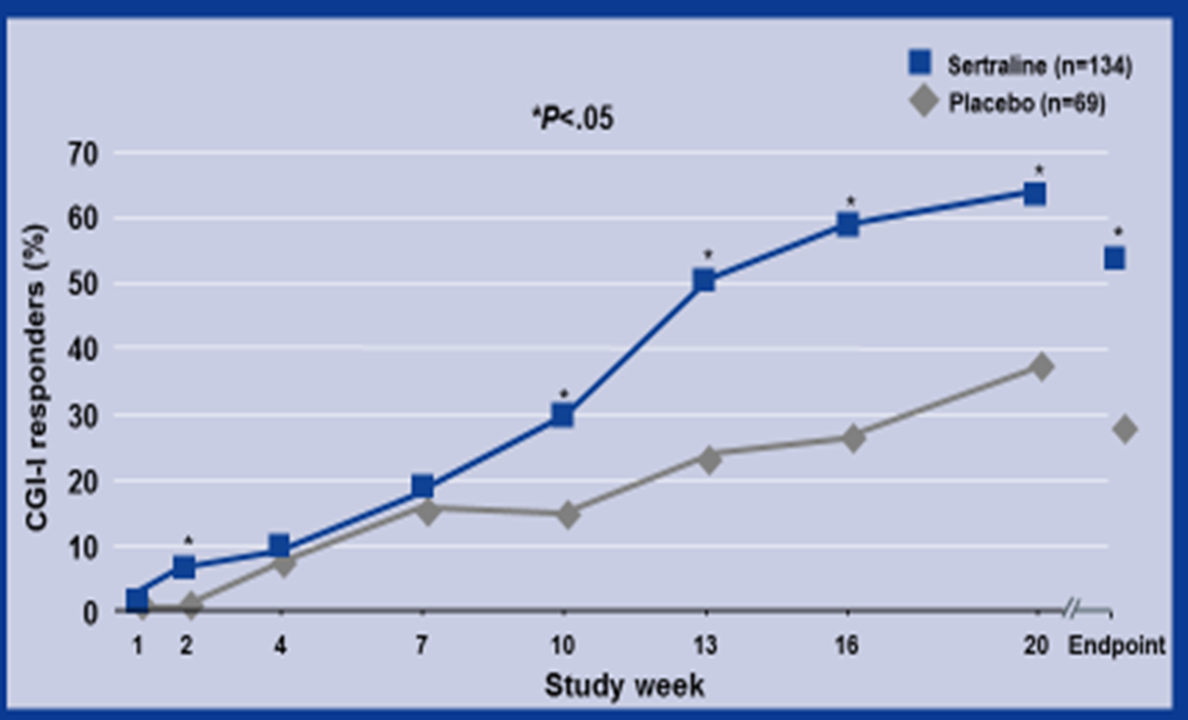 Sertraline (n=134)
Placebo (n=69)
*P<.05
70
60
50
40
30
20
10
0
CGI-I responders (%)
*
*
*
*
*
*
1 2 4 7 10 13 16 20 Endpoint
Study week